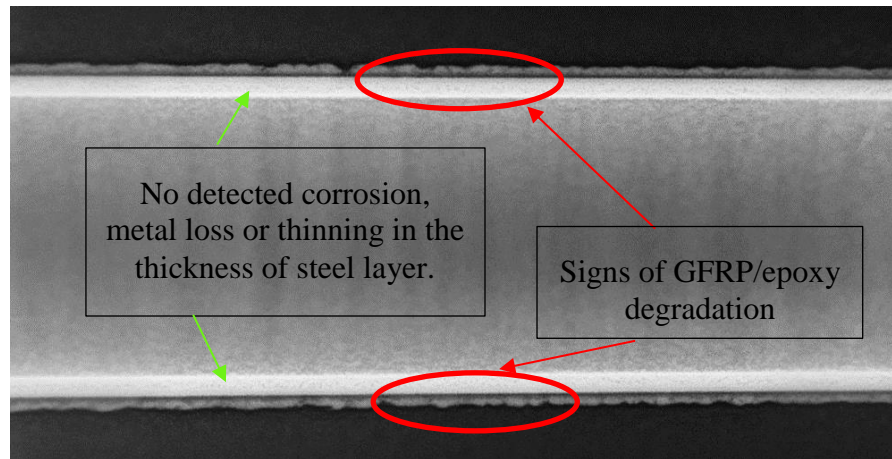 No detected corrosion,
metal loss or thinning in the
thickness of steel layer.
Signs of GFRP/epoxy
degradation